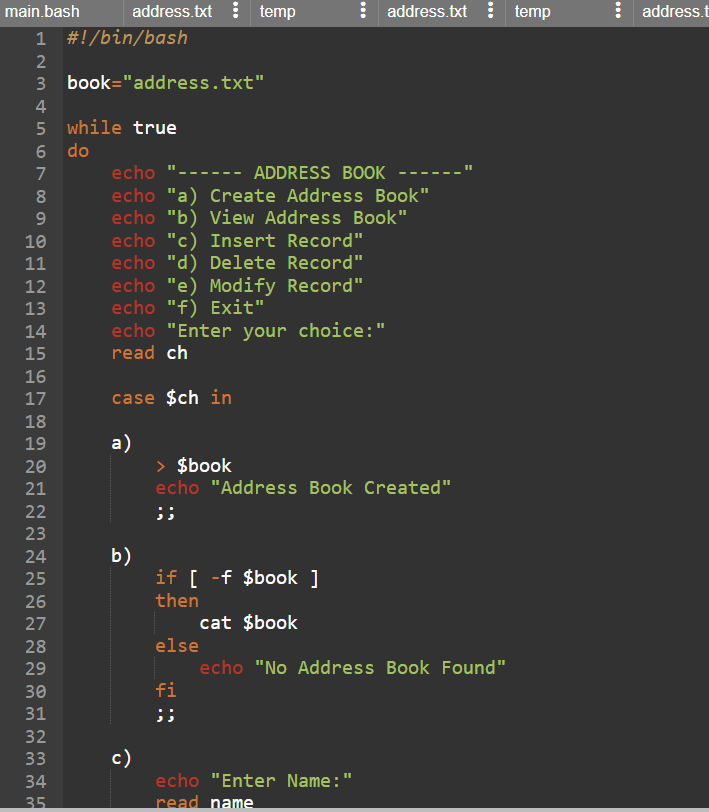 main.bash address.txt temp address.txt temp address.t
1 #!/bin/bash
2
3 book="address.txt"
4
5 while true
6 do
7 echo "------ ADDRESS BOOK ------"
8 echo "a) Create Address Book"
9 echo "b) View Address Book"
10 echo "c) Insert Record"
11 echo "d) Delete Record"
12 echo "e) Modify Record"
13 echo "f) Exit"
14 echo "Enter your choice:"
15 read ch
16
17 case $ch in
18
19 a)
20 > $book
21 echo "Address Book Created"
22 ;;
23
24 b)
25 if [ -f $book ]
26 then
27 cat $book
28 else
29 echo "No Address Book Found"
30 fi
31 ;;
32
33 c)
34 echo "Enter Name:"
35 read name